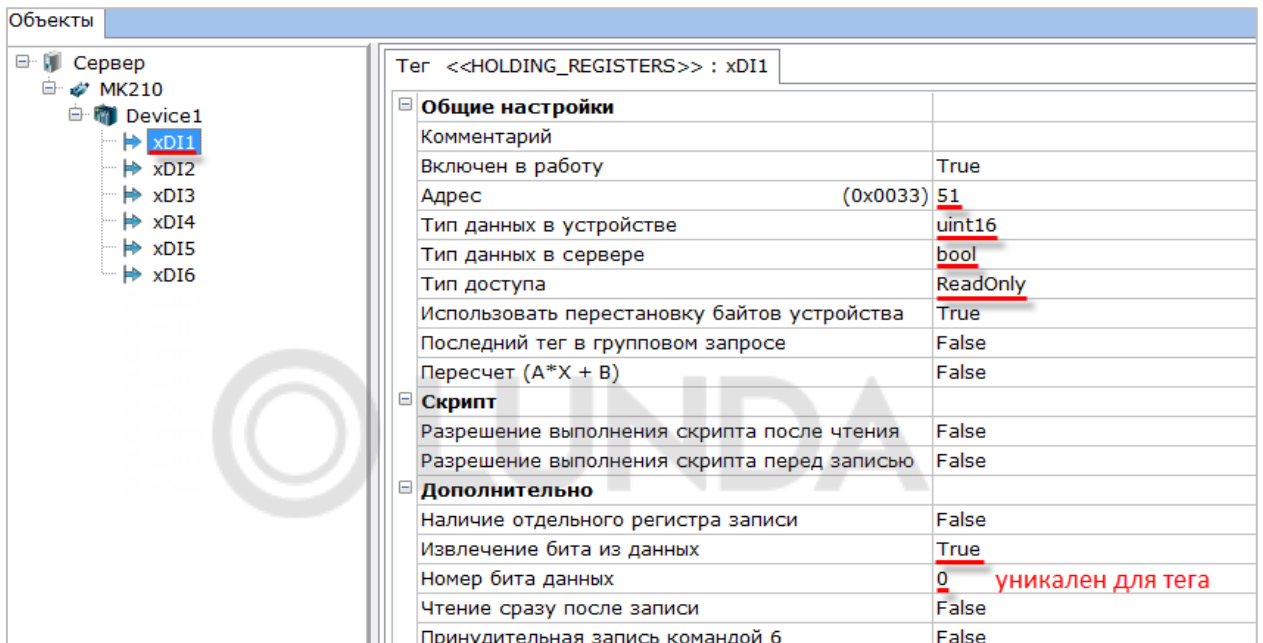 Объекты
Сервер
МК210
Device1
xDI1
xDI2
xDI3
xDI4
xDI5
xDI6
Тег <<HOLDING_REGISTERS>> : xDI1
Общие настройки
Комментарий
Включен в работу True
Адрес (0x0033) 51
Тип данных в устройстве uint16
Тип данных в сервере bool
Тип доступа ReadOnly
Использовать перестановку байтов устройства True
Последний тег в групповом запросе False
Пересчет (A*X + B) False
Скрипт
Разрешение выполнения скрипта после чтения False
Разрешение выполнения скрипта перед записью False
Дополнительно
Наличие отдельного регистра записи False
Извлечение бита из данных True
Номер бита данных 0 уникален для тега
Чтение сразу после записи False
Принудительная запись командой 6 False
LUNDA